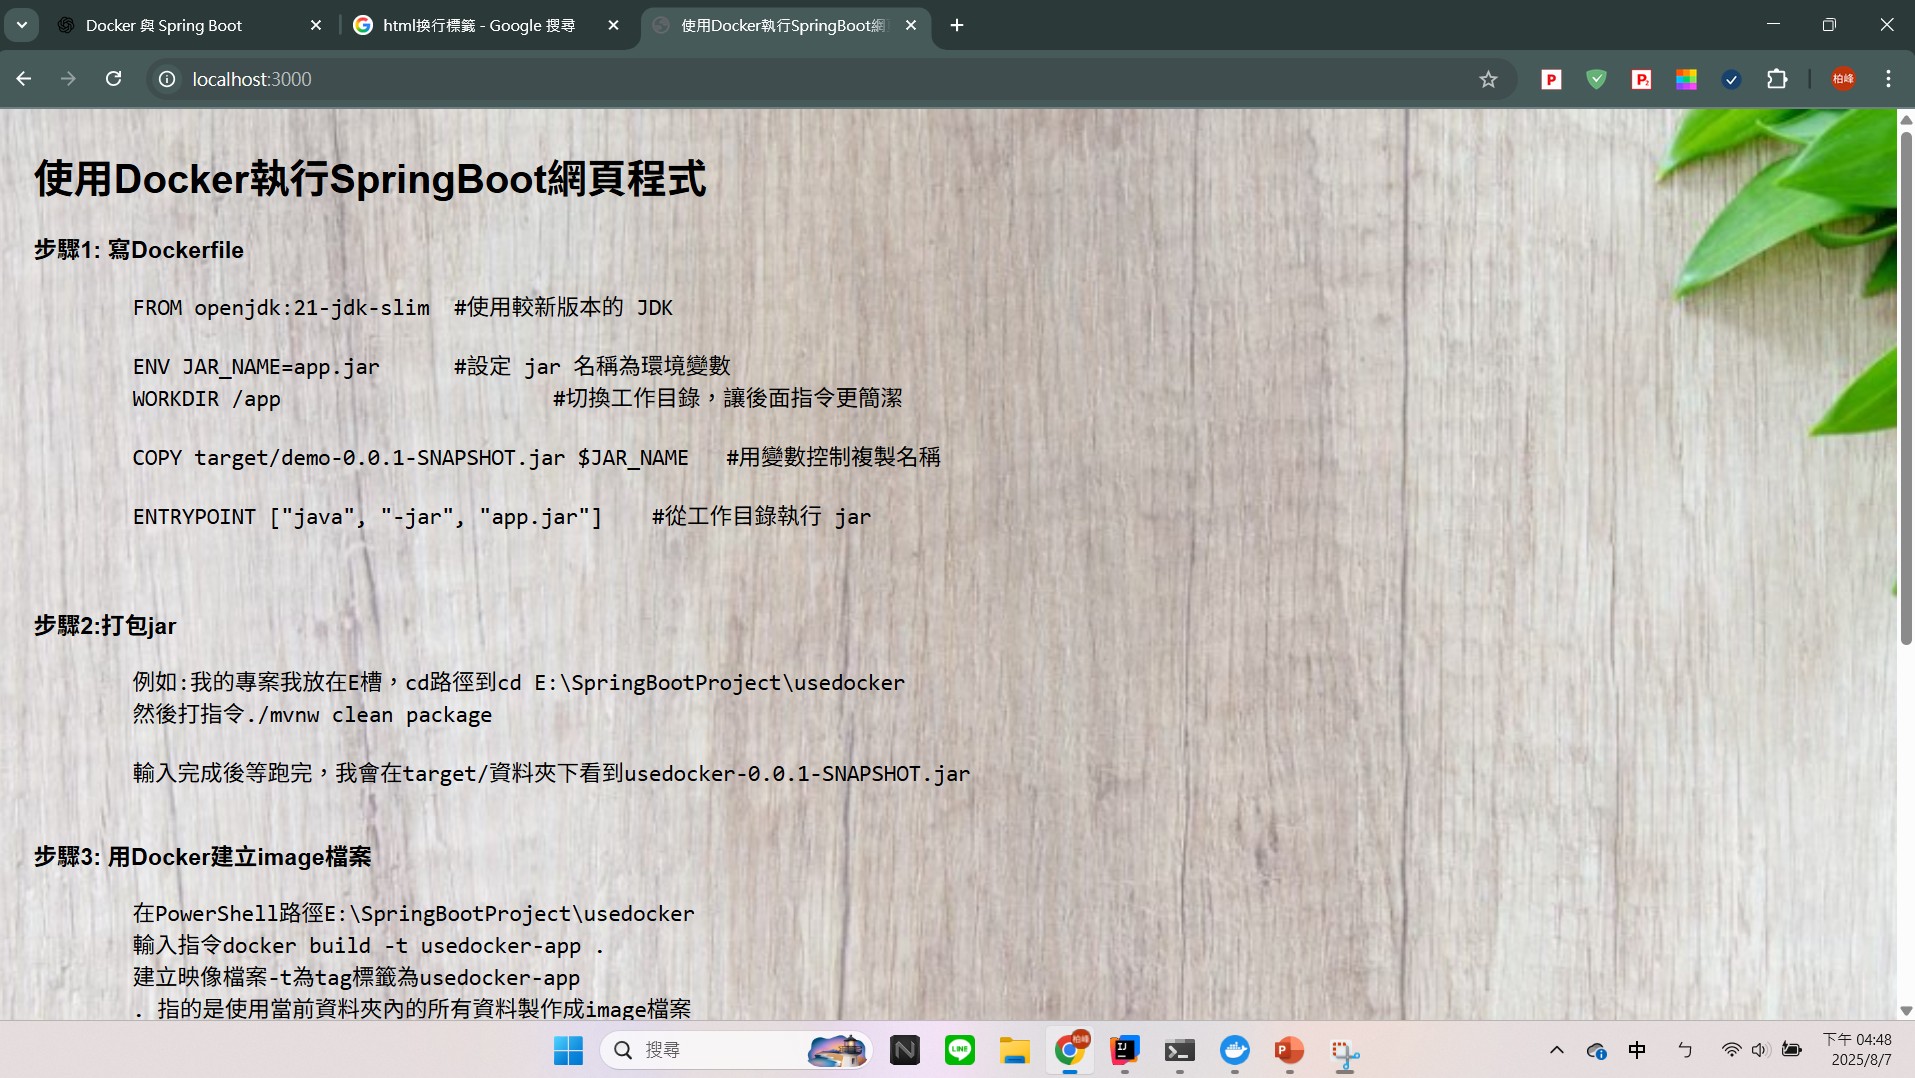 Docker 與 Spring Boot
html換行標籤 - Google 搜尋
使用Docker執行SpringBoot網
localhost:3000
柏峰
使用Docker執行SpringBoot網頁程式
步驟1: 寫Dockerfile
FROM openjdk:21-jdk-slim  #使用較新版本的 JDK
ENV JAR_NAME=app.jar      #設定 jar 名稱為環境變數
WORKDIR /app                      #切換工作目錄，讓後面指令更簡潔
COPY target/demo-0.0.1-SNAPSHOT.jar $JAR_NAME   #用變數控制複製名稱
ENTRYPOINT ["java", "-jar", "app.jar"]    #從工作目錄執行 jar
步驟2:打包jar
例如:我的專案我放在E槽，cd路徑到cd E:\SpringBootProject\usedocker
然後打指令./mvnw clean package
輸入完成後等跑完，我會在target/資料夾下看到usedocker-0.0.1-SNAPSHOT.jar
步驟3: 用Docker建立image檔案
在PowerShell路徑E:\SpringBootProject\usedocker
輸入指令docker build -t usedocker-app .
建立映像檔案-t為tag標籤為usedocker-app
. 指的是使用當前資料夾內的所有資料製作成image檔案
搜尋
LINE
柏峰
中
ㄅ
下午 04:48
2025/8/7